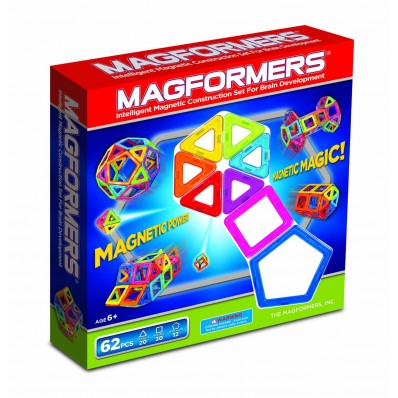 MAGFORMERS®
Intelligent Magnetic Construction Set For Brain Development
MAGFORMERS®
Intelligent Magnetic Construction Set For Brain Development
MAGNETIC MAGIC!
MAGNETIC POWER
AGE 6+
62 PCS 20 30 12
WARNING
THE MAGFORMERS, INC.